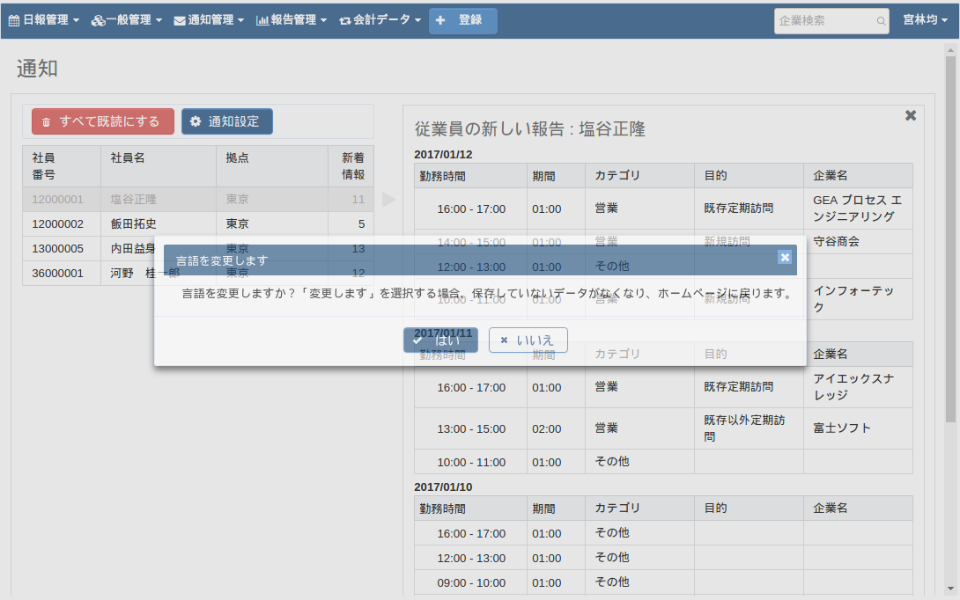 日報管理 一般管理 通知管理 報告管理 会計データ 登録 企業検索 宮林均
通知
すべて既読にする 通知設定
従業員の新しい報告 : 塩谷正隆
社員番号 社員名 拠点 新着情報
12000001 塩谷正隆 東京 11
12000002 飯田拓史 東京 5
13000005 内田益身 東京 13
36000001 河野 桂一郎 東京 12
2017/01/12
勤務時間 期間 カテゴリ 目的 企業名
16:00 - 17:00 01:00 営業 既存定期訪問 GEA プロセス エ
ンジニアリング
14:00 - 15:00 01:00 営業 新規訪問 守谷商会
12:00 - 13:00 01:00 その他
10:00 - 11:00 01:00 営業 新規訪問 インフォーテッ
ク
言語を変更します
言語を変更しますか？「変更します」を選択する場合。保存していないデータがなくなり、ホームページに戻ります。
はい いいえ
2017/01/11
勤務時間 期間 カテゴリ 目的 企業名
16:00 - 17:00 01:00 営業 既存定期訪問 アイエックスナ
レッジ
13:00 - 15:00 02:00 営業 既存以外定期訪
問 富士ソフト
10:00 - 11:00 01:00 その他
2017/01/10
勤務時間 期間 カテゴリ 目的 企業名
16:00 - 17:00 01:00 その他
12:00 - 13:00 01:00 その他
09:00 - 10:00 01:00 その他